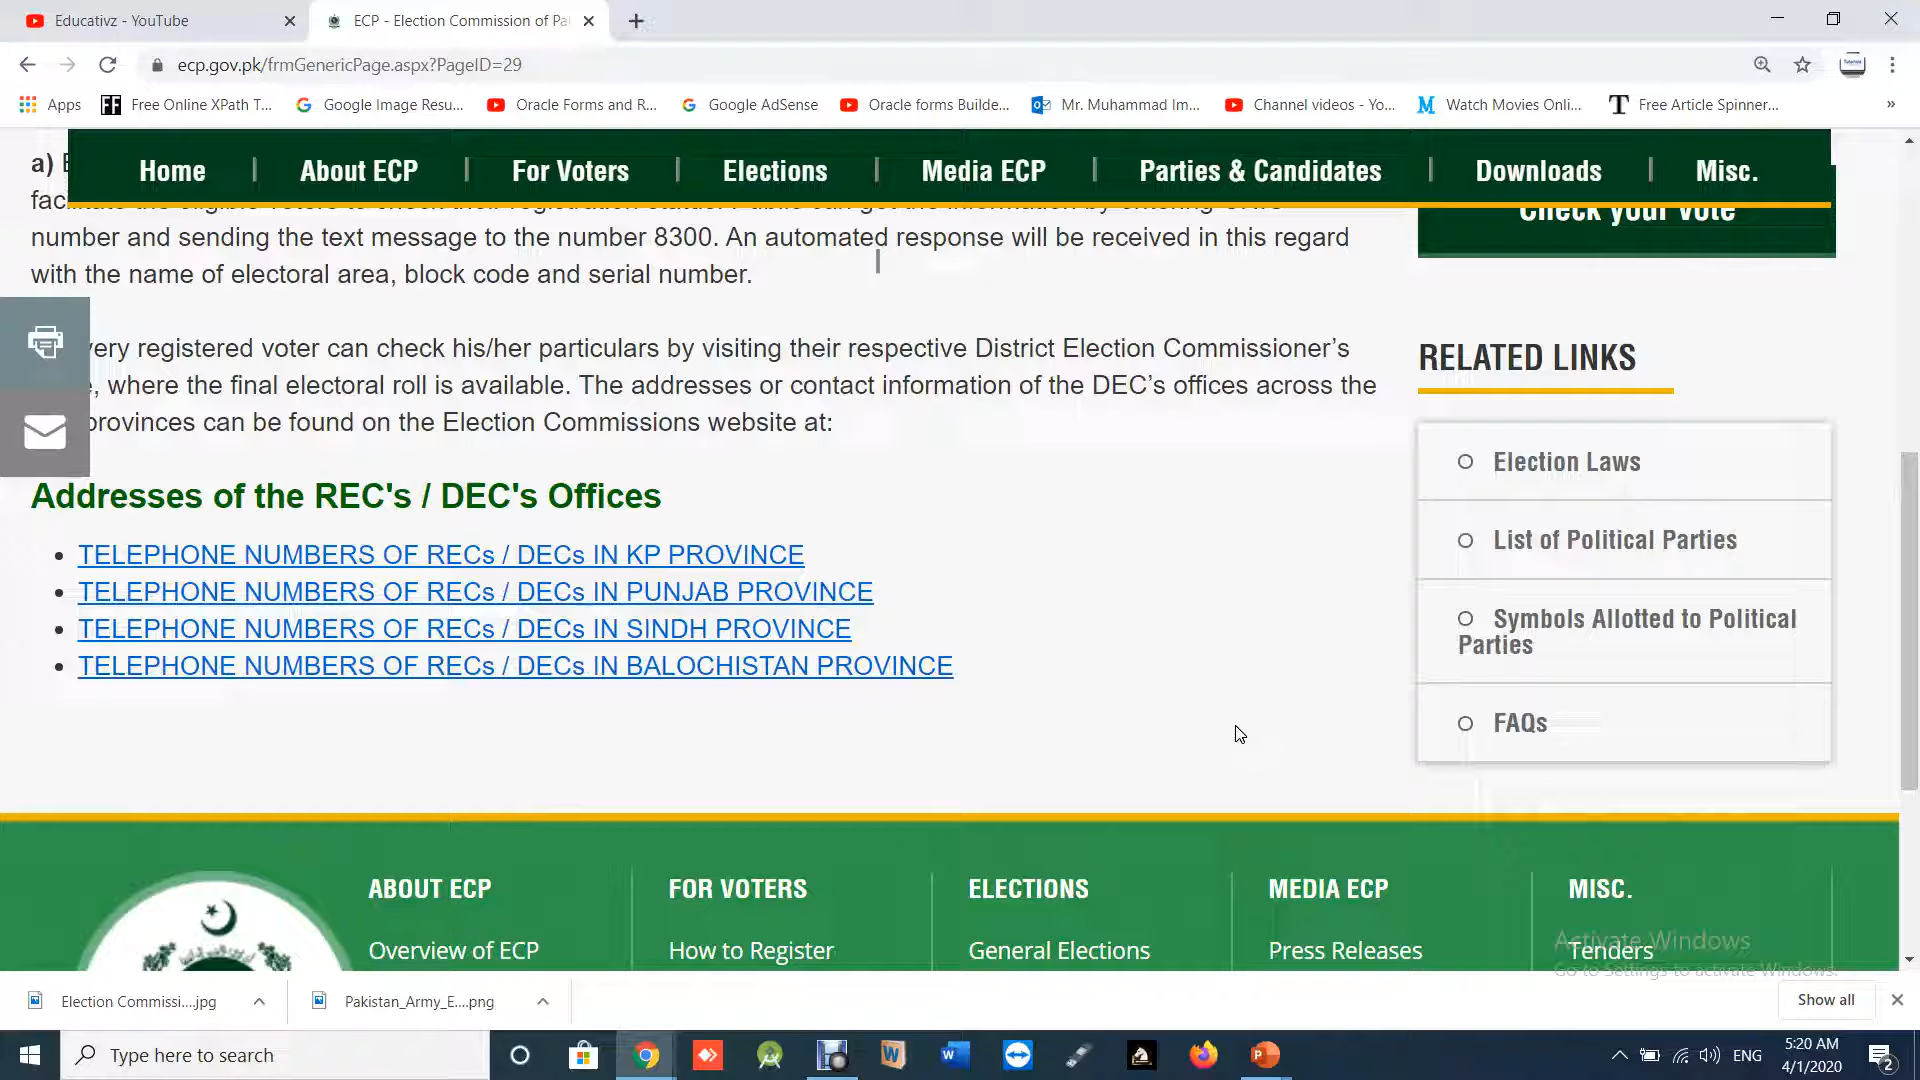 Educativz - YouTube
ECP - Election Commission of Pa
ecp.gov.pk/frmGenericPage.aspx?PageID=29
Apps
Free Online XPath T...
Google Image Resu...
Oracle Forms and R...
Google AdSense
Oracle forms Builde...
Mr. Muhammad Im...
Channel videos - Yo...
Watch Movies Onli...
Free Article Spinner...
»
Home | About ECP | For Voters | Elections | Media ECP | Parties & Candidates | Downloads | Misc.
a)
number and sending the text message to the number 8300. An automated response will be received in this regard
with the name of electoral area, block code and serial number.
very registered voter can check his/her particulars by visiting their respective District Election Commissioner’s
, where the final electoral roll is available. The addresses or contact information of the DEC’s offices across the
provinces can be found on the Election Commissions website at:
Addresses of the REC's / DEC's Offices
• TELEPHONE NUMBERS OF RECs / DECs IN KP PROVINCE
• TELEPHONE NUMBERS OF RECs / DECs IN PUNJAB PROVINCE
• TELEPHONE NUMBERS OF RECs / DECs IN SINDH PROVINCE
• TELEPHONE NUMBERS OF RECs / DECs IN BALOCHISTAN PROVINCE
Check your vote
RELATED LINKS
Election Laws
List of Political Parties
Symbols Allotted to Political
Parties
FAQs
ABOUT ECP
Overview of ECP
FOR VOTERS
How to Register
ELECTIONS
General Elections
MEDIA ECP
Press Releases
MISC.
Tenders
Activate Windows
Go to Settings to activate Windows.
Election Commissi....jpg
Pakistan_Army_E....png
Show all
Type here to search
ENG
5:20 AM
4/1/2020
2